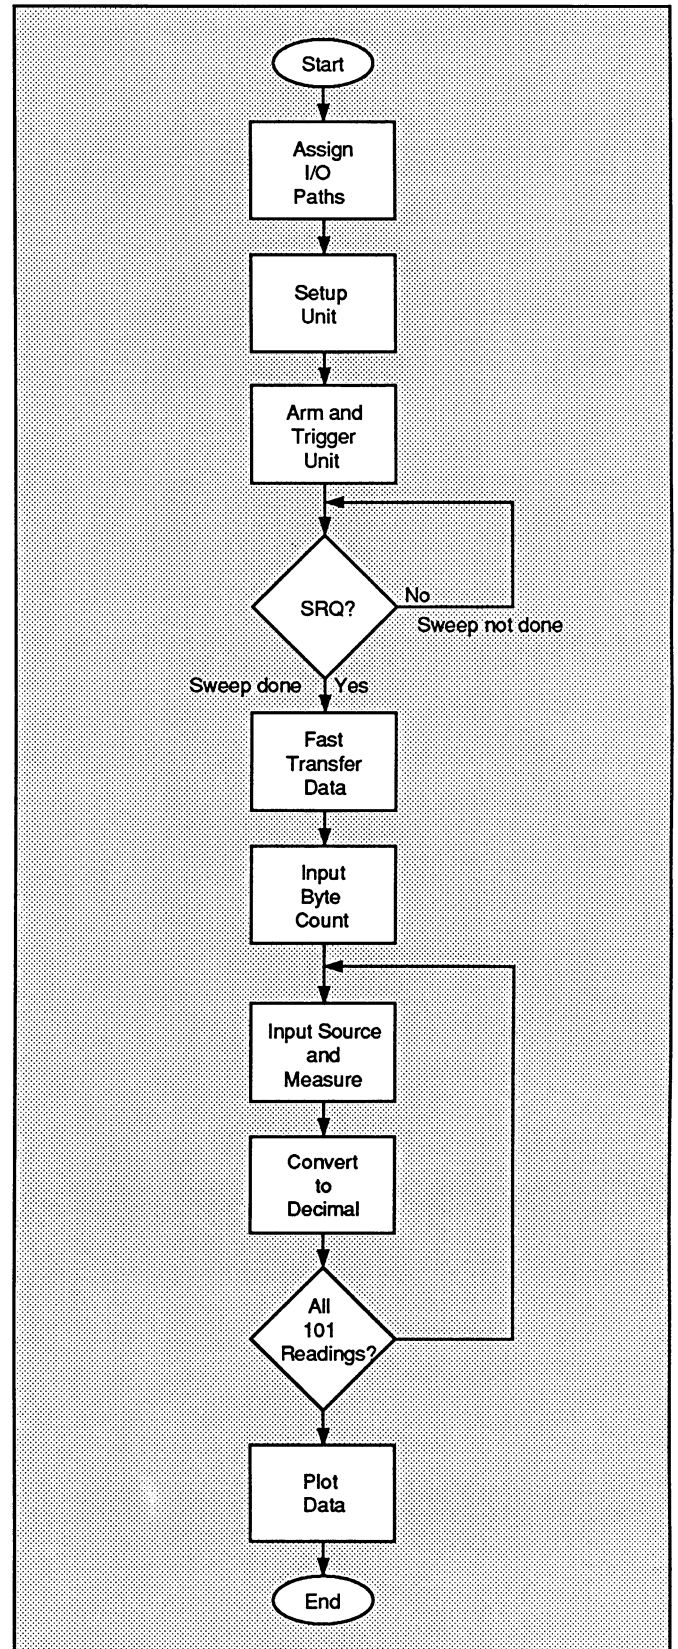 Start
Assign
I/O
Paths
Setup
Unit
Arm and
Trigger
Unit
SRQ?
No
Sweep not done
Sweep done
Yes
Fast
Transfer
Data
Input
Byte
Count
Input Source
and
Measure
Convert
to
Decimal
All
101
Readings?
Plot
Data
End